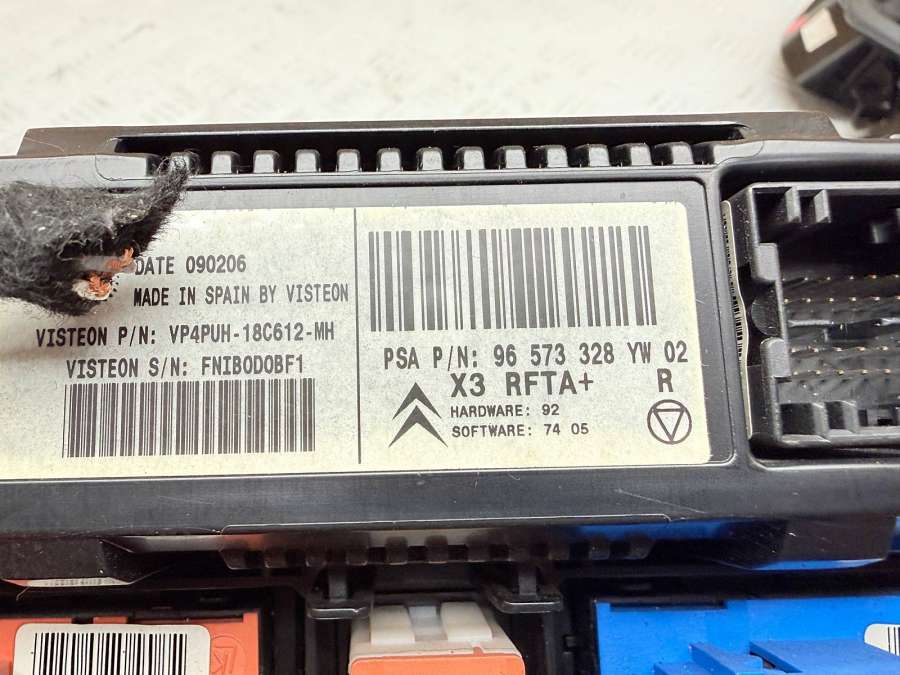 DATE 090206
MADE IN SPAIN BY VISTEON
VISTEON P/N: VP4PUH-18C612-MH
VISTEON S/N: FNIB0D0BF1
PSA P/N: 96 573 328 YW 02
X3 RFTA+ R
HARDWARE: 92
SOFTWARE: 74 05